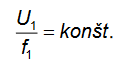 U₁/f₁ = konšt.